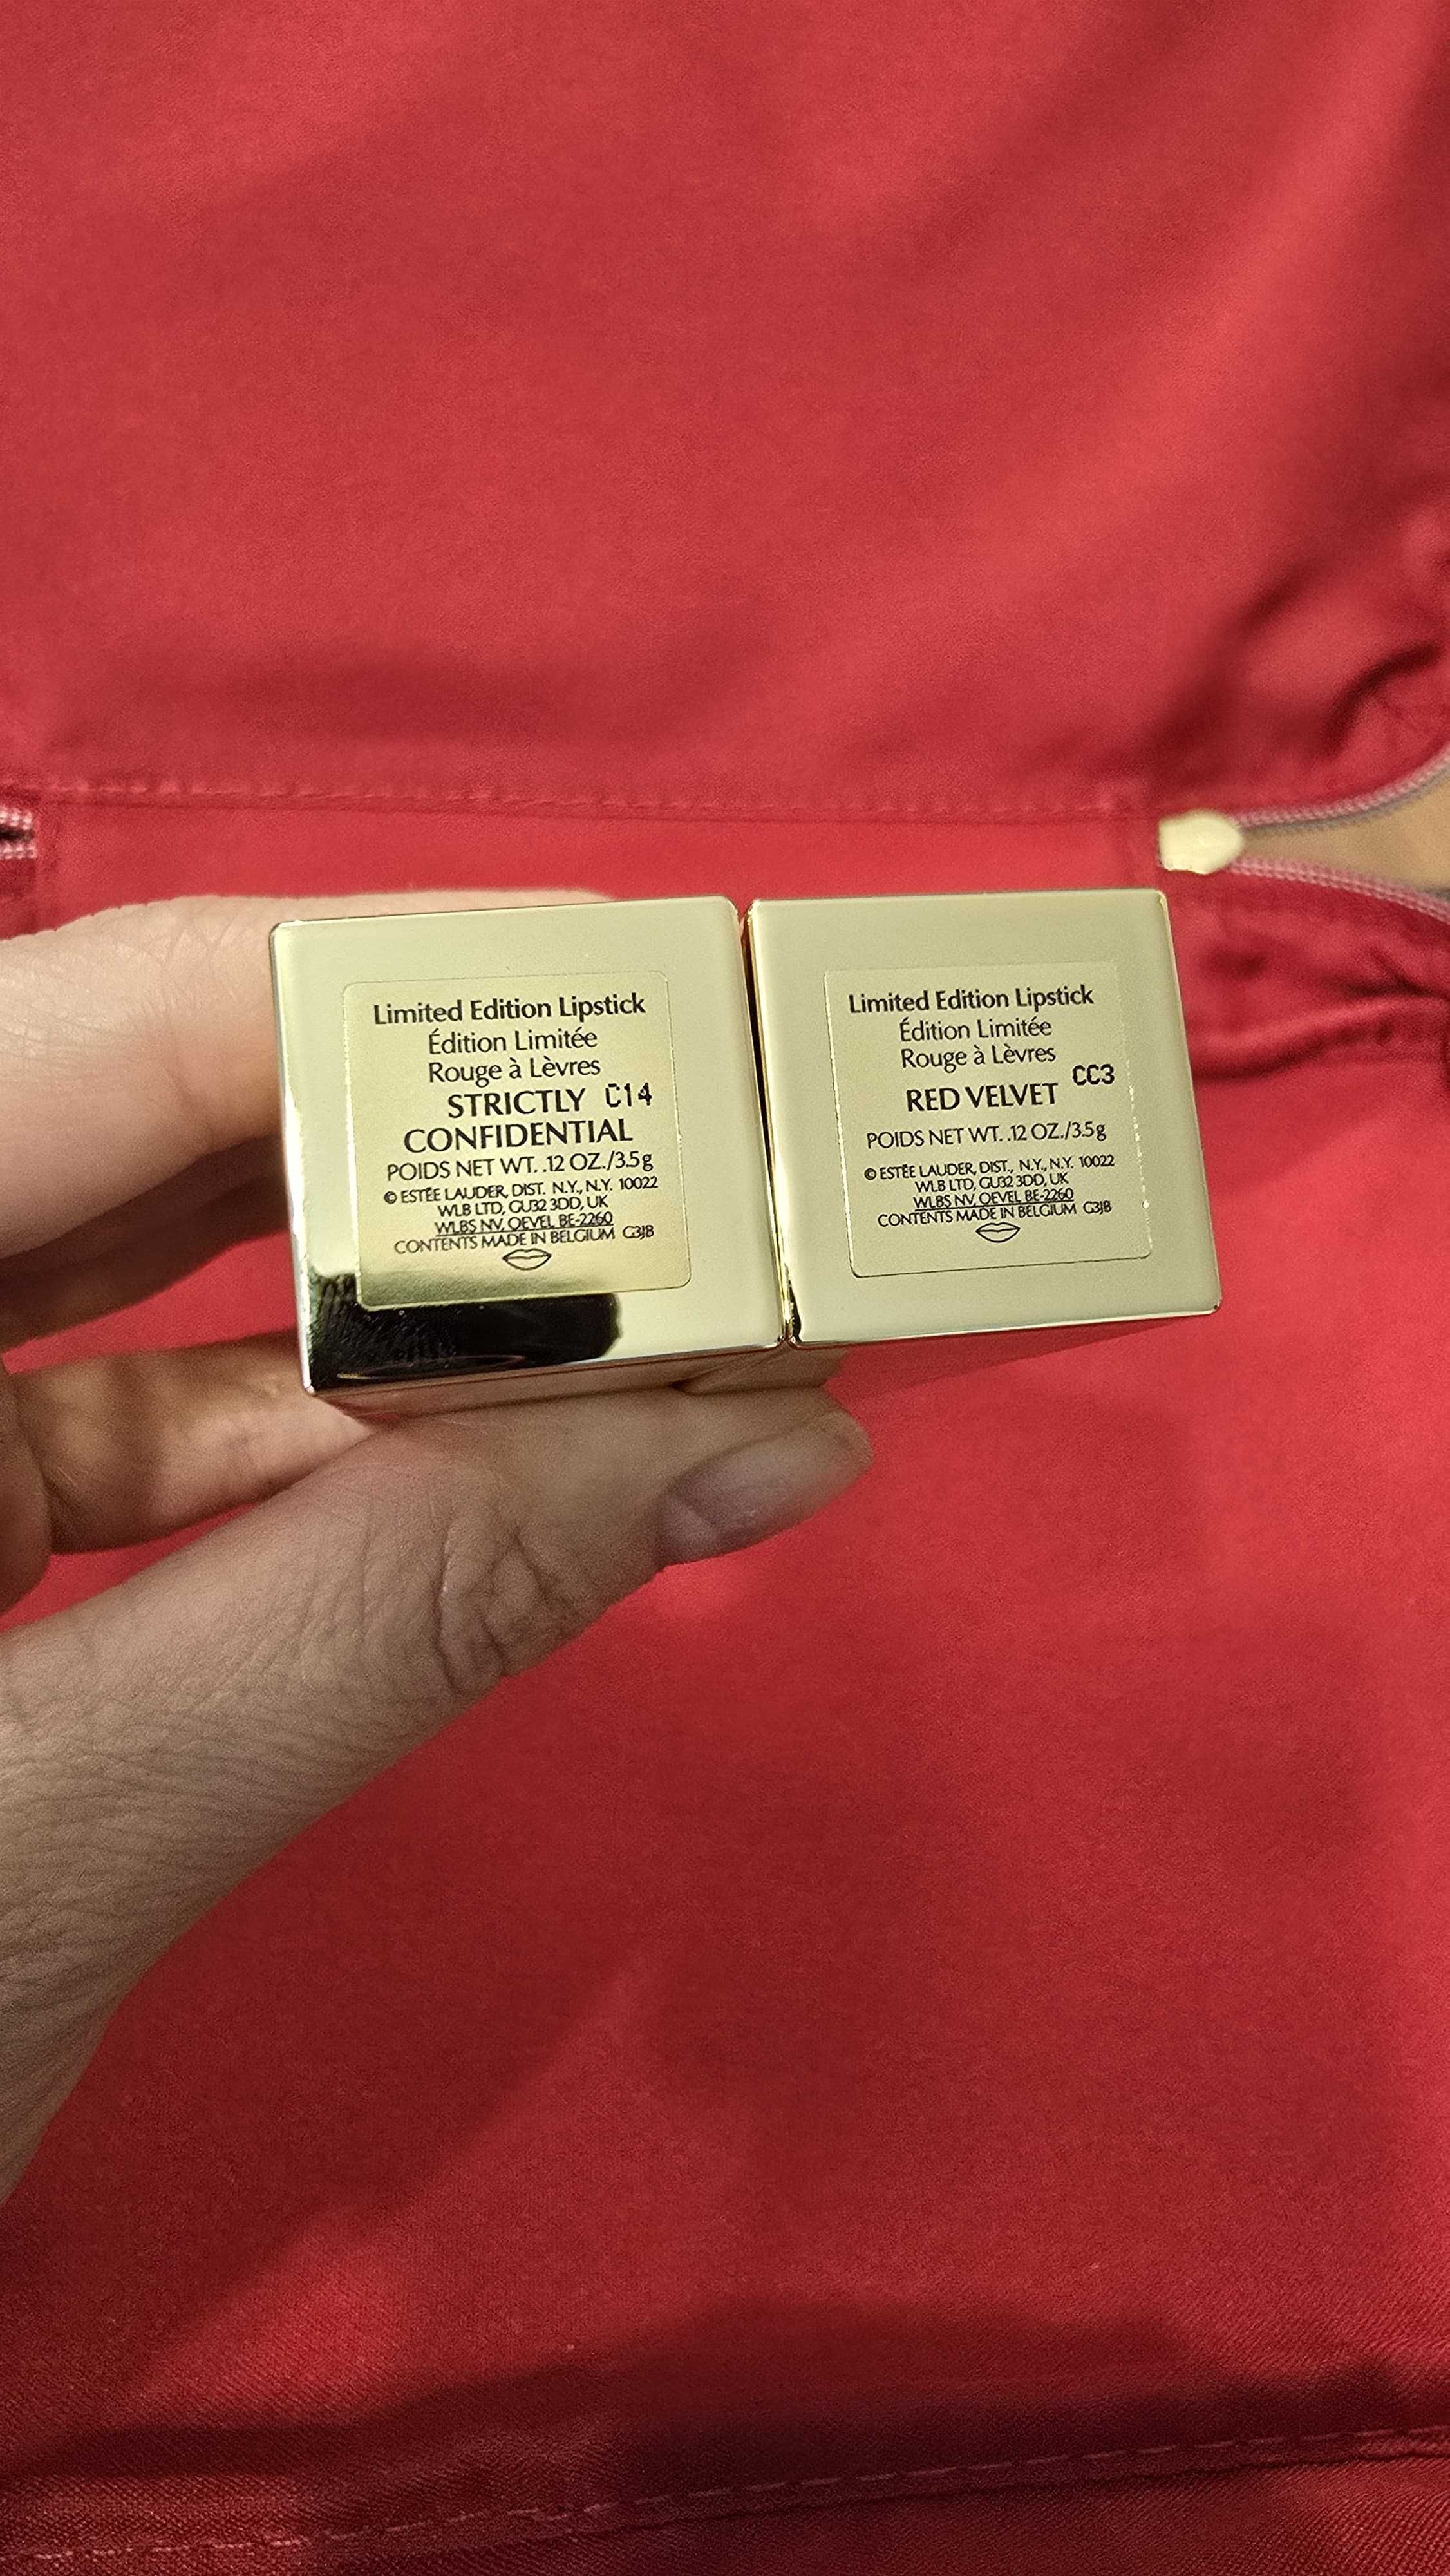 Limited Edition Lipstick
Édition Limitée
Rouge à Lèvres
STRICTLY C14
CONFIDENTIAL
POIDS NET WT. .12 OZ./3.5g
© ESTĒE LAUDER, DIST. N.Y., N.Y. 10022
WLB LTD, GU32 3DD, UK
WLBS NV, OEVEL BE-2260
CONTENTS MADE IN BELGIUM G3JB
Limited Edition Lipstick
Édition Limitée
Rouge à Lèvres
RED VELVET CC3
POIDS NET WT. .12 OZ./3.5g
© ESTĒE LAUDER, DIST., N.Y., N.Y. 10022
WLB LTD, GU32 3DD, UK
WLBS NV, OEVEL BE-2260
CONTENTS MADE IN BELGIUM G3JB